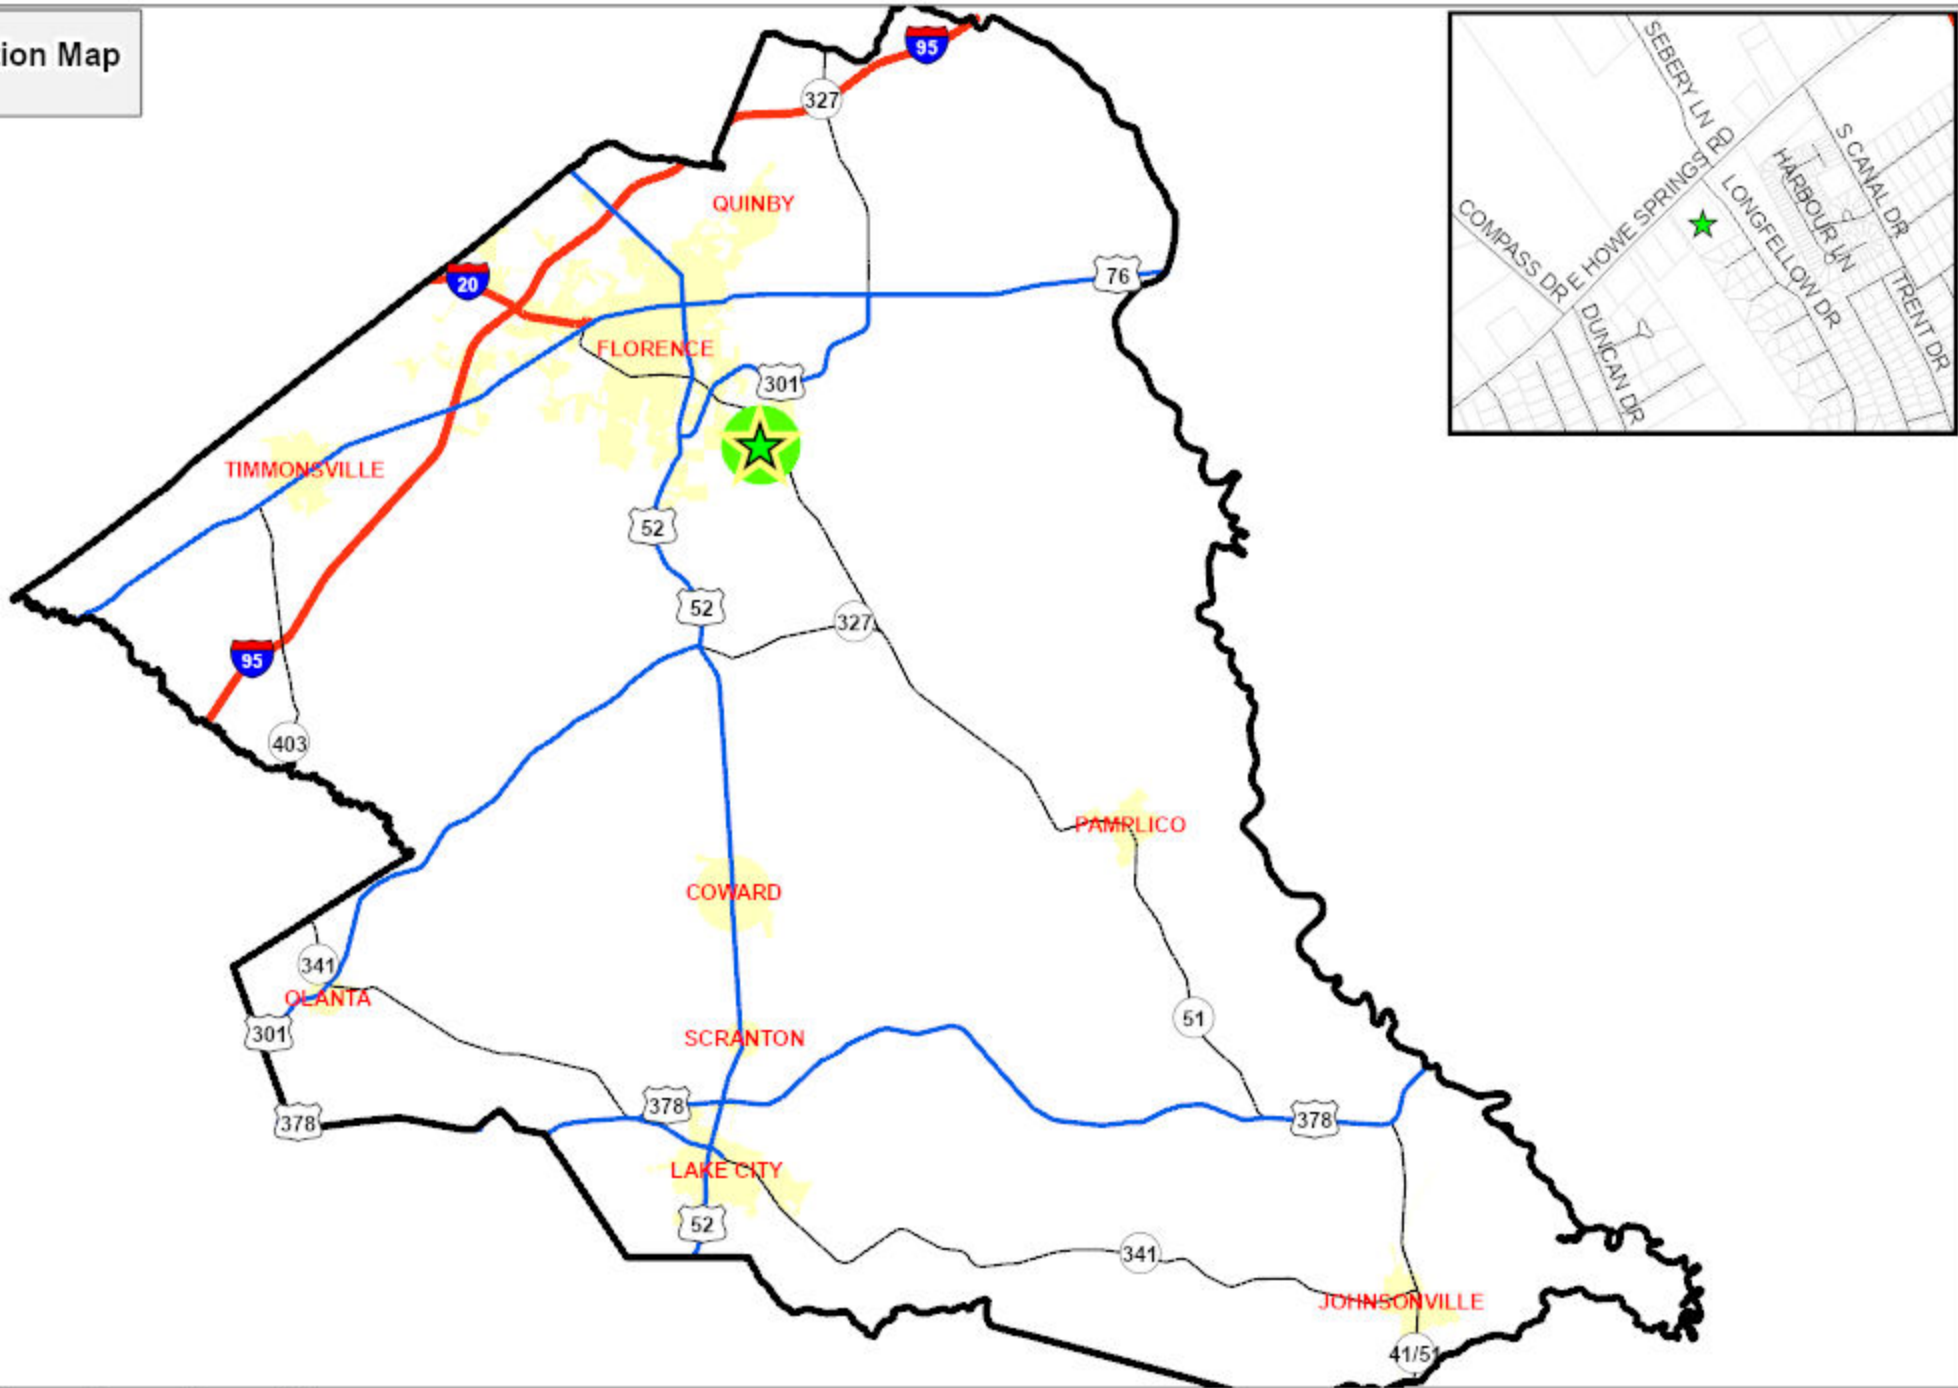 ion Map
95
327
QUINBY
20
76
FLORENCE
301
TIMMONSVILLE
52
52
327
95
403
PAMPLICO
COWARD
341
OLANTA
301
51
SCRANTON
378
378
378
LAKE CITY
52
341
JOHNSONVILLE
41/51
SEBERY LN
S CANAL DR
HARBOUR LN
E HOWE SPRINGS RD
LONGFELLOW DR
COMPASS DR
TRENT DR
DUNCAN DR